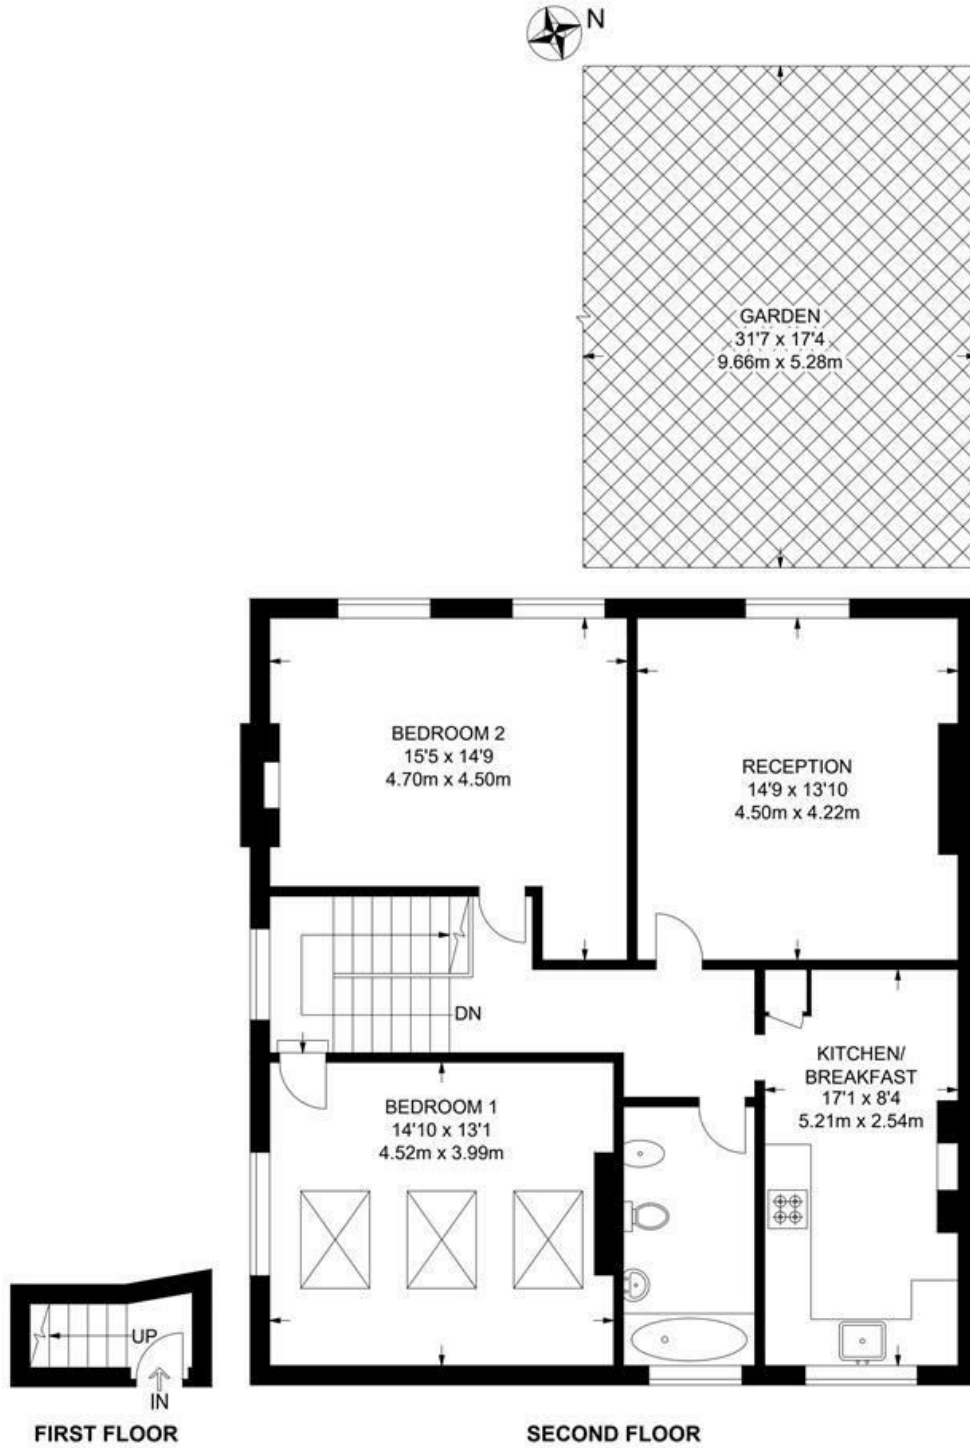 N
GARDEN
31'7 x 17'4
9.66m x 5.28m
BEDROOM 2
15'5 x 14'9
4.70m x 4.50m
RECEPTION
14'9 x 13'10
4.50m x 4.22m
DN
KITCHEN/
BREAKFAST
17'1 x 8'4
5.21m x 2.54m
BEDROOM 1
14'10 x 13'1
4.52m x 3.99m
UP
IN
FIRST FLOOR
SECOND FLOOR